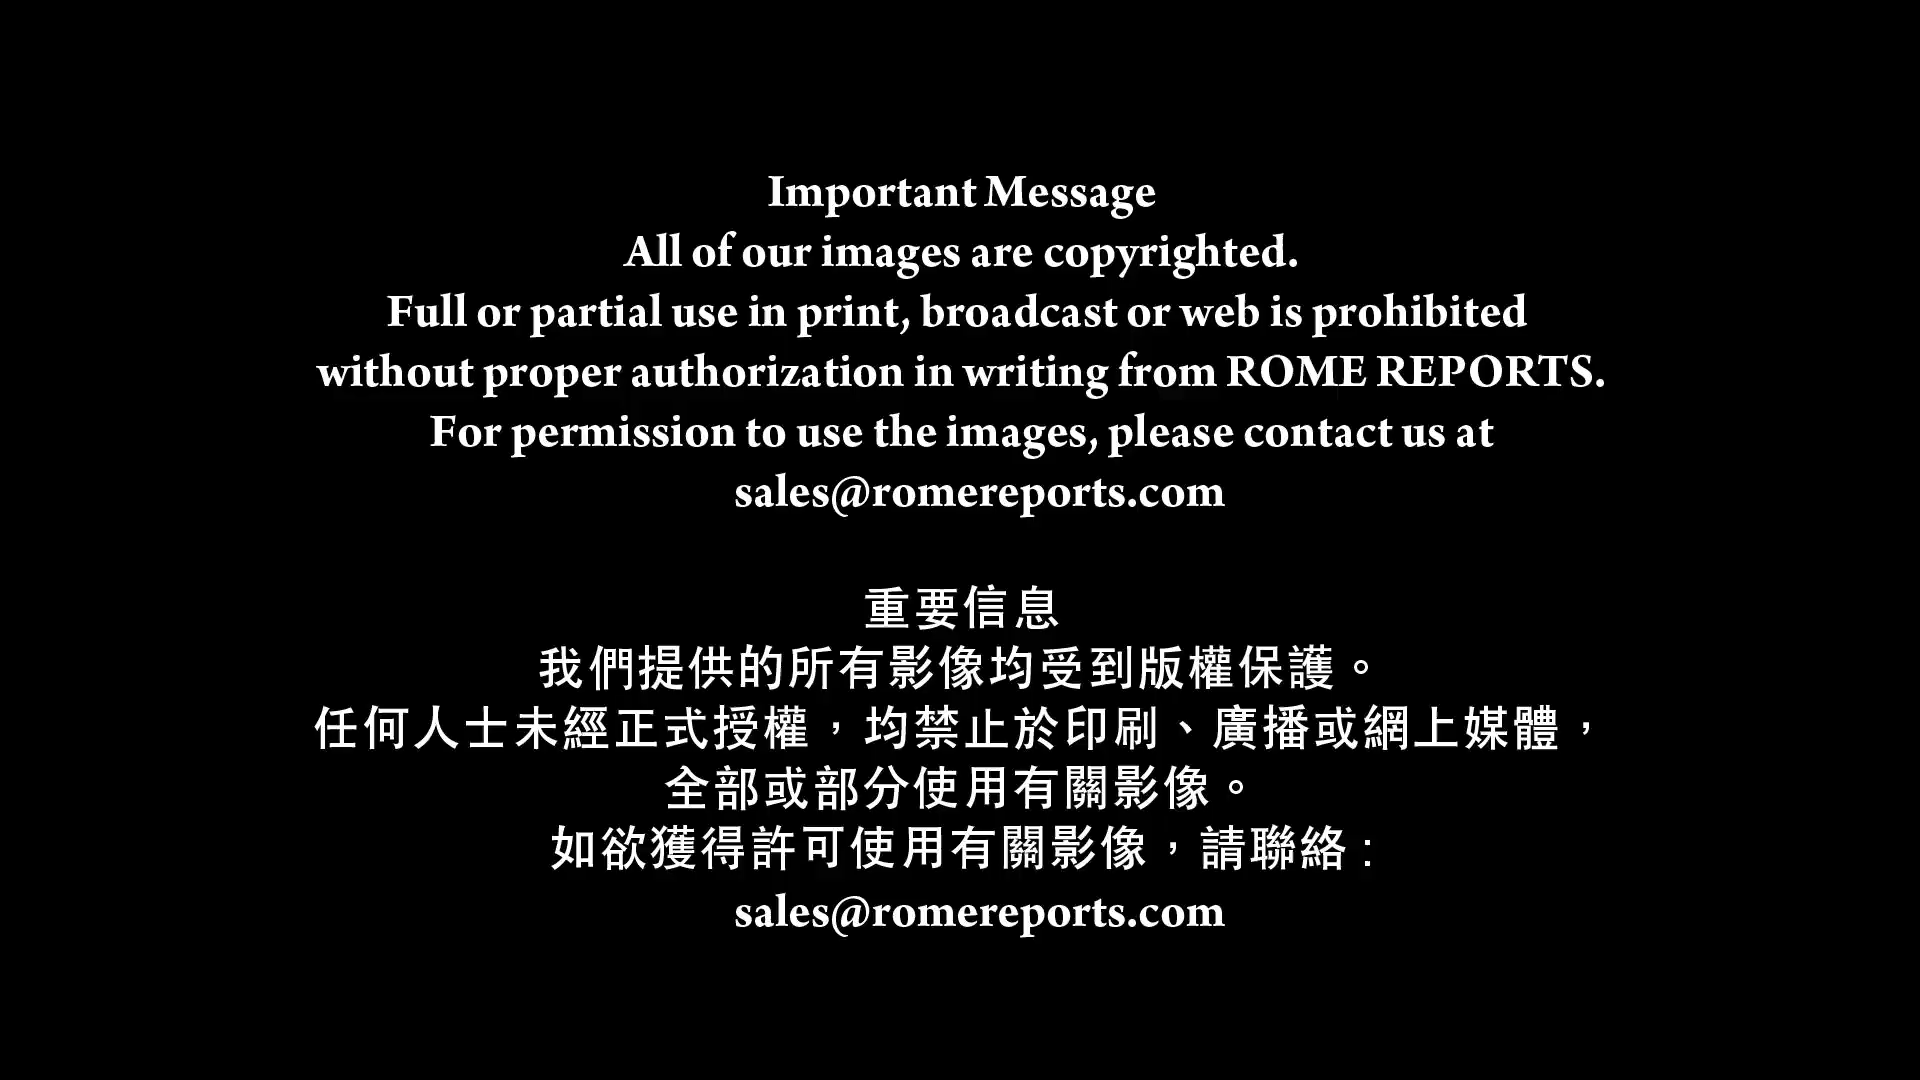 Important Message
All of our images are copyrighted.
Full or partial use in print, broadcast or web is prohibited
without proper authorization in writing from ROME REPORTS.
For permission to use the images, please contact us at
sales@romereports.com
重要信息
我們提供的所有影像均受到版權保護。
任何人士未經正式授權，均禁止於印刷、廣播或網上媒體，
全部或部分使用有關影像。
如欲獲得許可使用有關影像，請聯絡：
sales@romereports.com